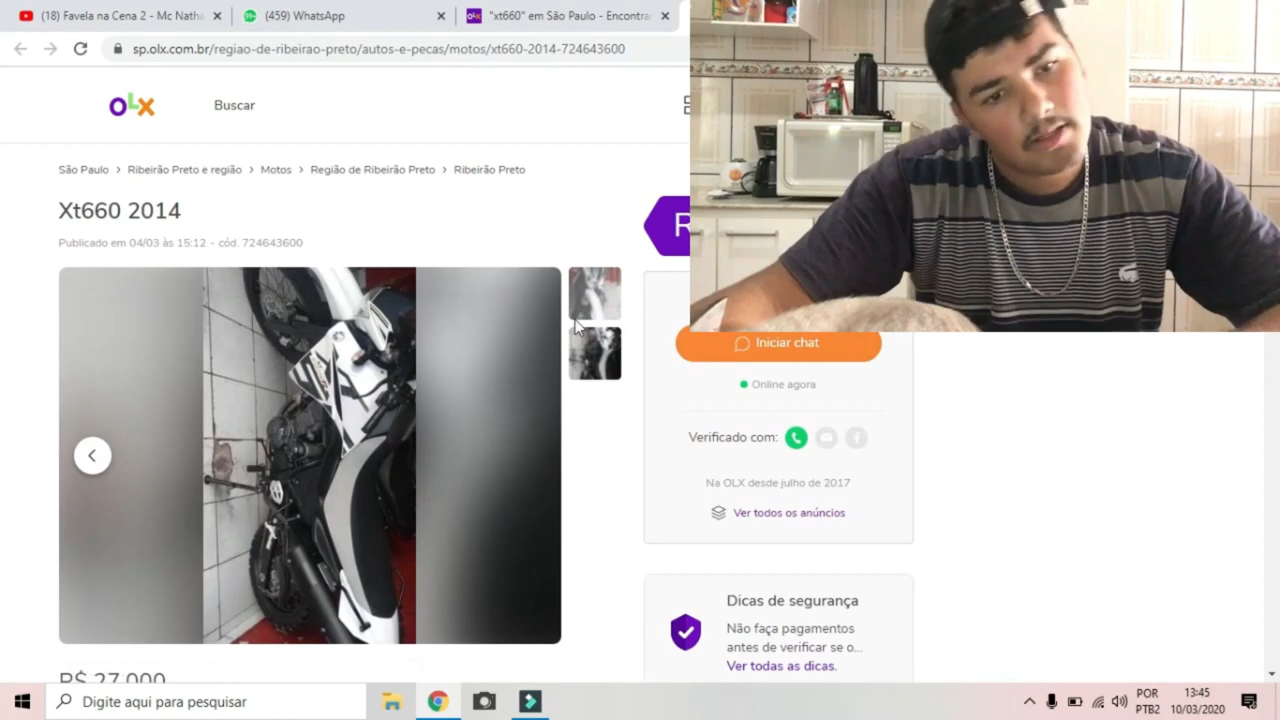 (18) Favela na Cena 2 - Mc Natha
99+
(459) WhatsApp
OLX
"xt660" em São Paulo - Encontra
sp.olx.com.br/regiao-de-ribeirao-preto/autos-e-pecas/motos/xt660-2014-724643600
OLX
Buscar
São Paulo > Ribeirão Preto e região > Motos > Região de Ribeirão Preto > Ribeirão Preto
Xt660 2014
Publicado em 04/03 às 15:12 - cód. 724643600
R
Iniciar chat
Online agora
Verificado com:
Na OLX desde julho de 2017
Ver todos os anúncios
Dicas de segurança
Não faça pagamentos
antes de verificar se o...
Ver todas as dicas.
R$ 27.000
Digite aqui para pesquisar
POR
PTB2
13:45
10/03/2020